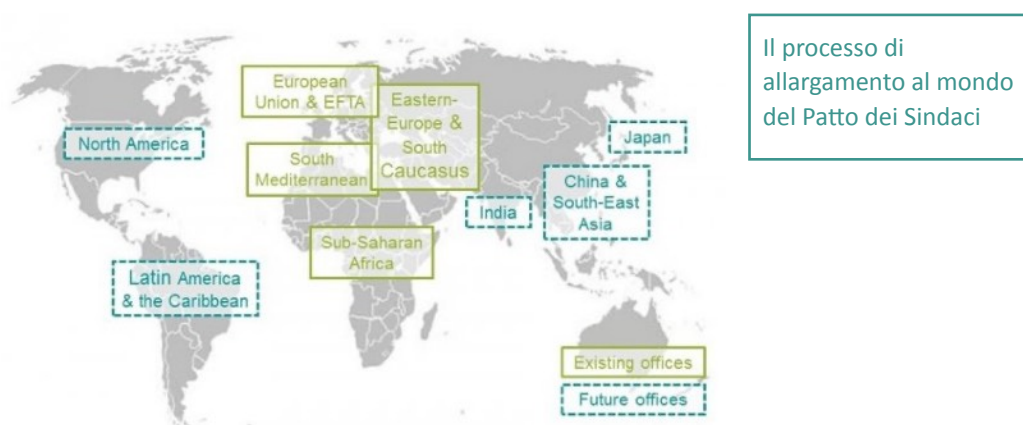 Il processo di
allargamento al mondo
del Patto dei Sindaci
European
Union & EFTA
Eastern-
Europe &
South
Caucasus
North America
South
Mediterranean
Japan
China &
South-East
Asia
India
Sub-Saharan
Africa
Latin America
& the Caribbean
Existing offices
Future offices